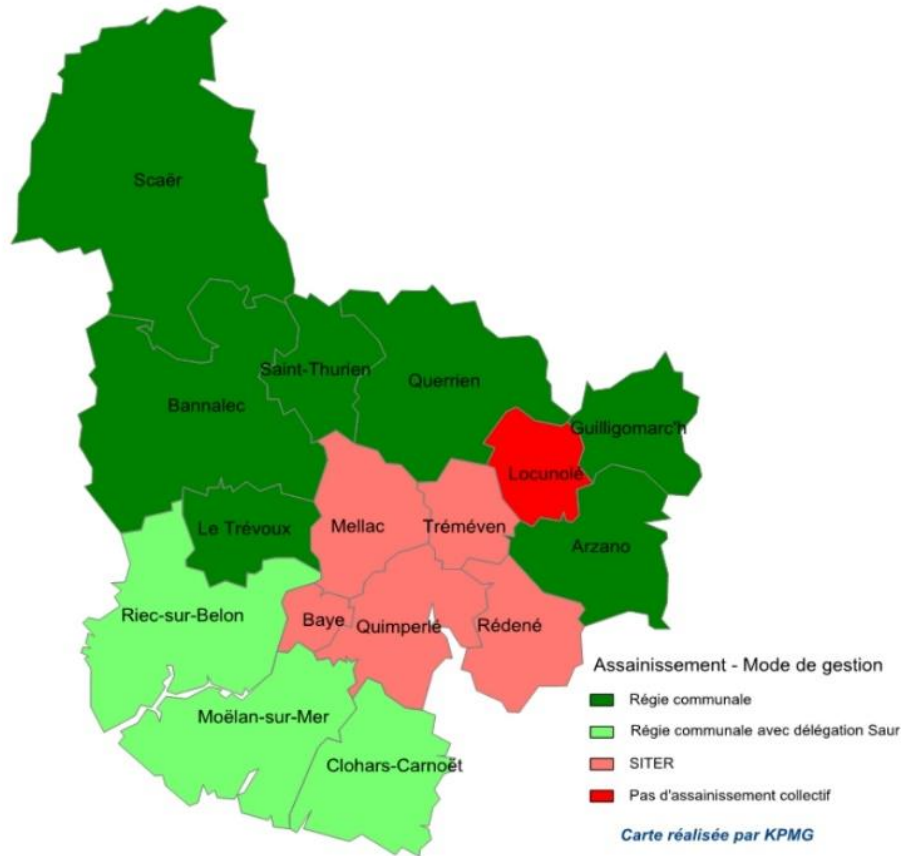 Scaër
Saint-Thurien
Querrien
Bannalec
Guilligomarc'h
Locunolé
Le Trévoux
Mellac
Tréméven
Arzano
Riec-sur-Belon
Baye
Quimperlé
Rédené
Moëlan-sur-Mer
Clohars-Carnoët
Assainissement - Mode de gestion
Régie communale
Régie communale avec délégation Saur
SITER
Pas d'assainissement collectif
Carte réalisée par KPMG